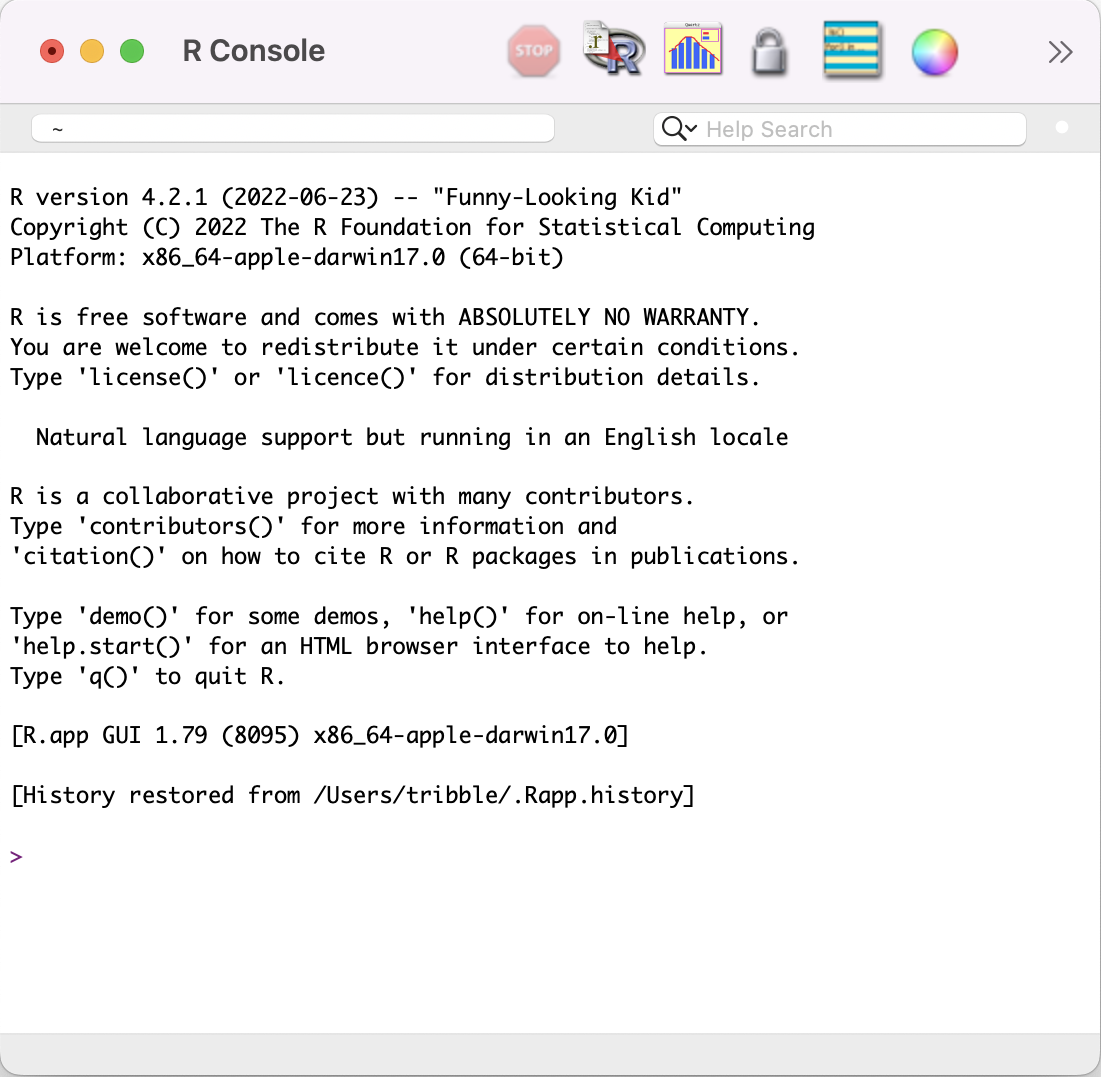 R Console
STOP
~
Help Search
R version 4.2.1 (2022-06-23) -- "Funny-Looking Kid"
Copyright (C) 2022 The R Foundation for Statistical Computing
Platform: x86_64-apple-darwin17.0 (64-bit)
R is free software and comes with ABSOLUTELY NO WARRANTY.
You are welcome to redistribute it under certain conditions.
Type 'license()' or 'licence()' for distribution details.
Natural language support but running in an English locale
R is a collaborative project with many contributors.
Type 'contributors()' for more information and
'citation()' on how to cite R or R packages in publications.
Type 'demo()' for some demos, 'help()' for on-line help, or
'help.start()' for an HTML browser interface to help.
Type 'q()' to quit R.
[R.app GUI 1.79 (8095) x86_64-apple-darwin17.0]
[History restored from /Users/tribble/.Rapp.history]
>